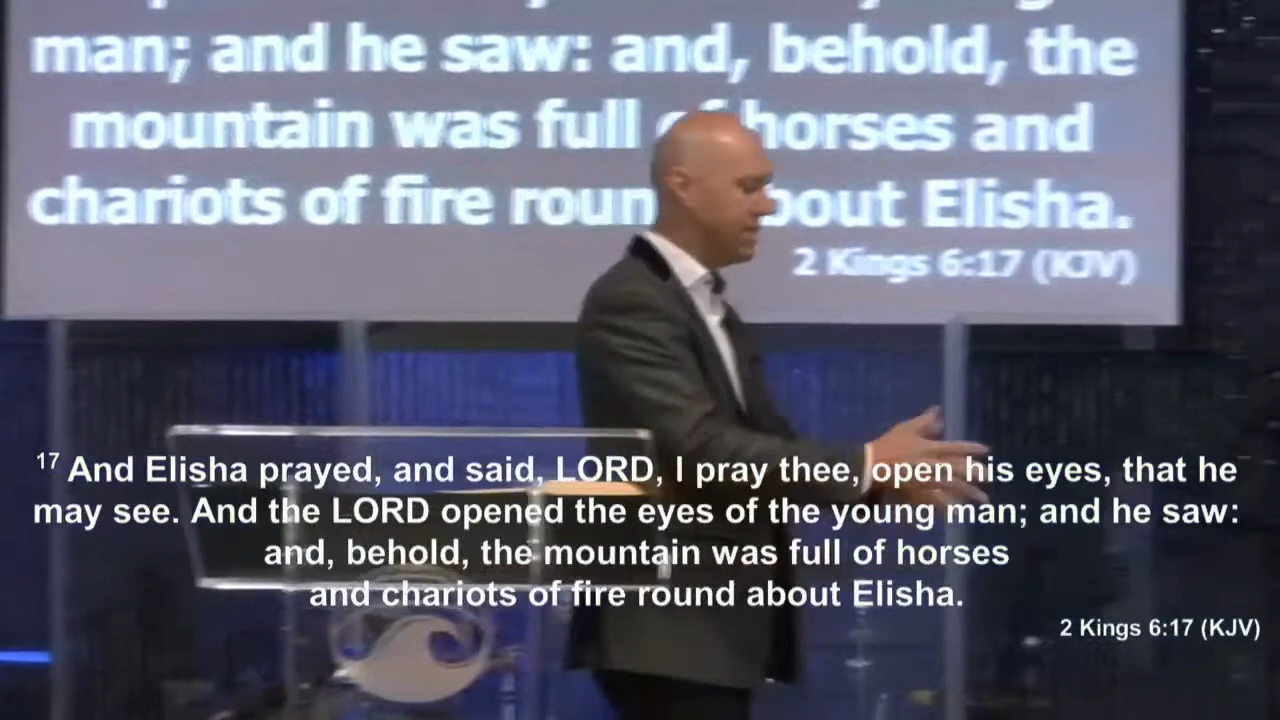 man; and he saw: and, behold, the
mountain was full of horses and
chariots of fire roun bout Elisha.
2 Kings 6:17 (KJV)
17 And Elisha prayed, and said, LORD, I pray thee, open his eyes, that he
may see. And the LORD opened the eyes of the young man; and he saw:
and, behold, the mountain was full of horses
and chariots of fire round about Elisha.
2 Kings 6:17 (KJV)